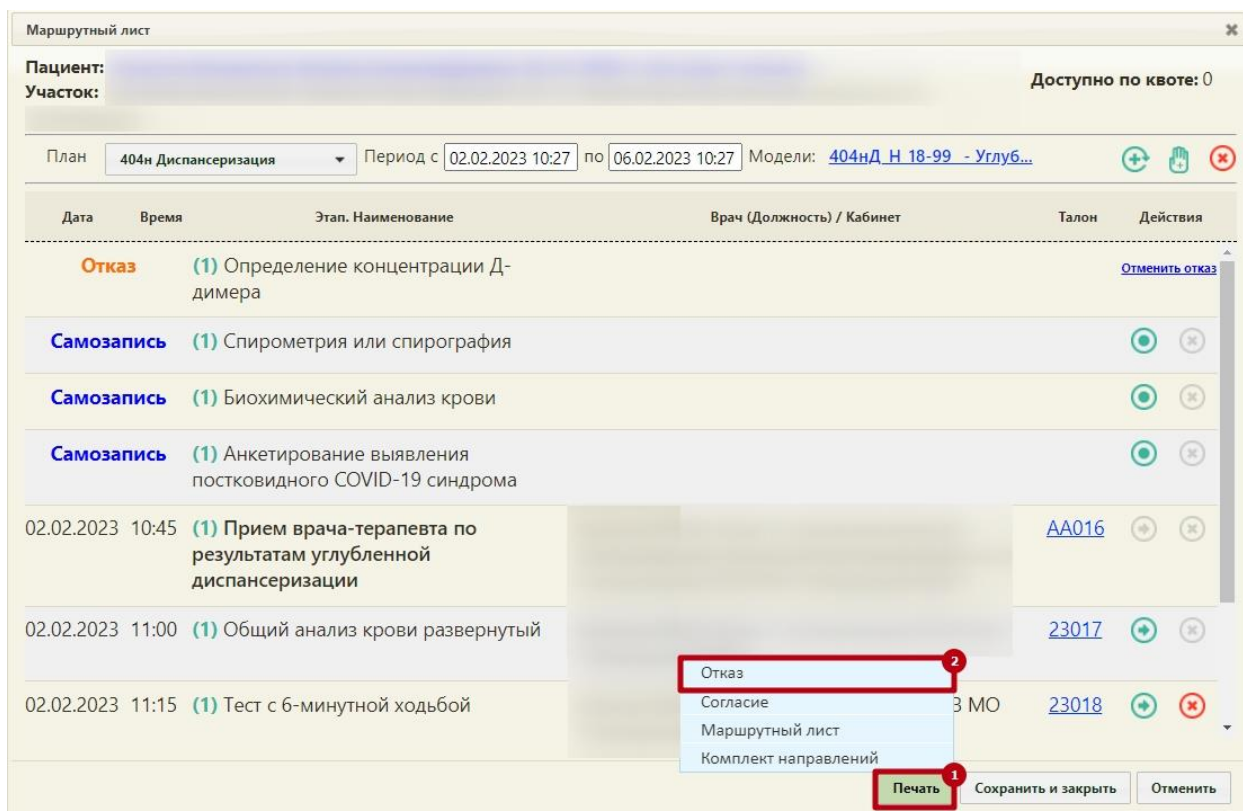 Маршрутный лист
Пациент:
Участок:
Доступно по квоте: 0
План 404н Диспансеризация Период с 02.02.2023 10:27 по 06.02.2023 10:27 Модели: 404нД_Н_18-99_ - Углуб...
Дата Время Этап. Наименование Врач (Должность) / Кабинет Талон Действия
Отказ (1) Определение концентрации Д-
димера
Отменить отказ
Самозапись (1) Спирометрия или спирография
Самозапись (1) Биохимический анализ крови
Самозапись (1) Анкетирование выявления
постковидного COVID-19 синдрома
02.02.2023 10:45 (1) Прием врача-терапевта по АА016
результатам углубленной
диспансеризации
02.02.2023 11:00 (1) Общий анализ крови развернутый 23017
2
Отказ
02.02.2023 11:15 (1) Тест с 6-минутной ходьбой Согласие МО 23018
Маршрутный лист
Комплект направлений
1
Печать Сохранить и закрыть Отменить